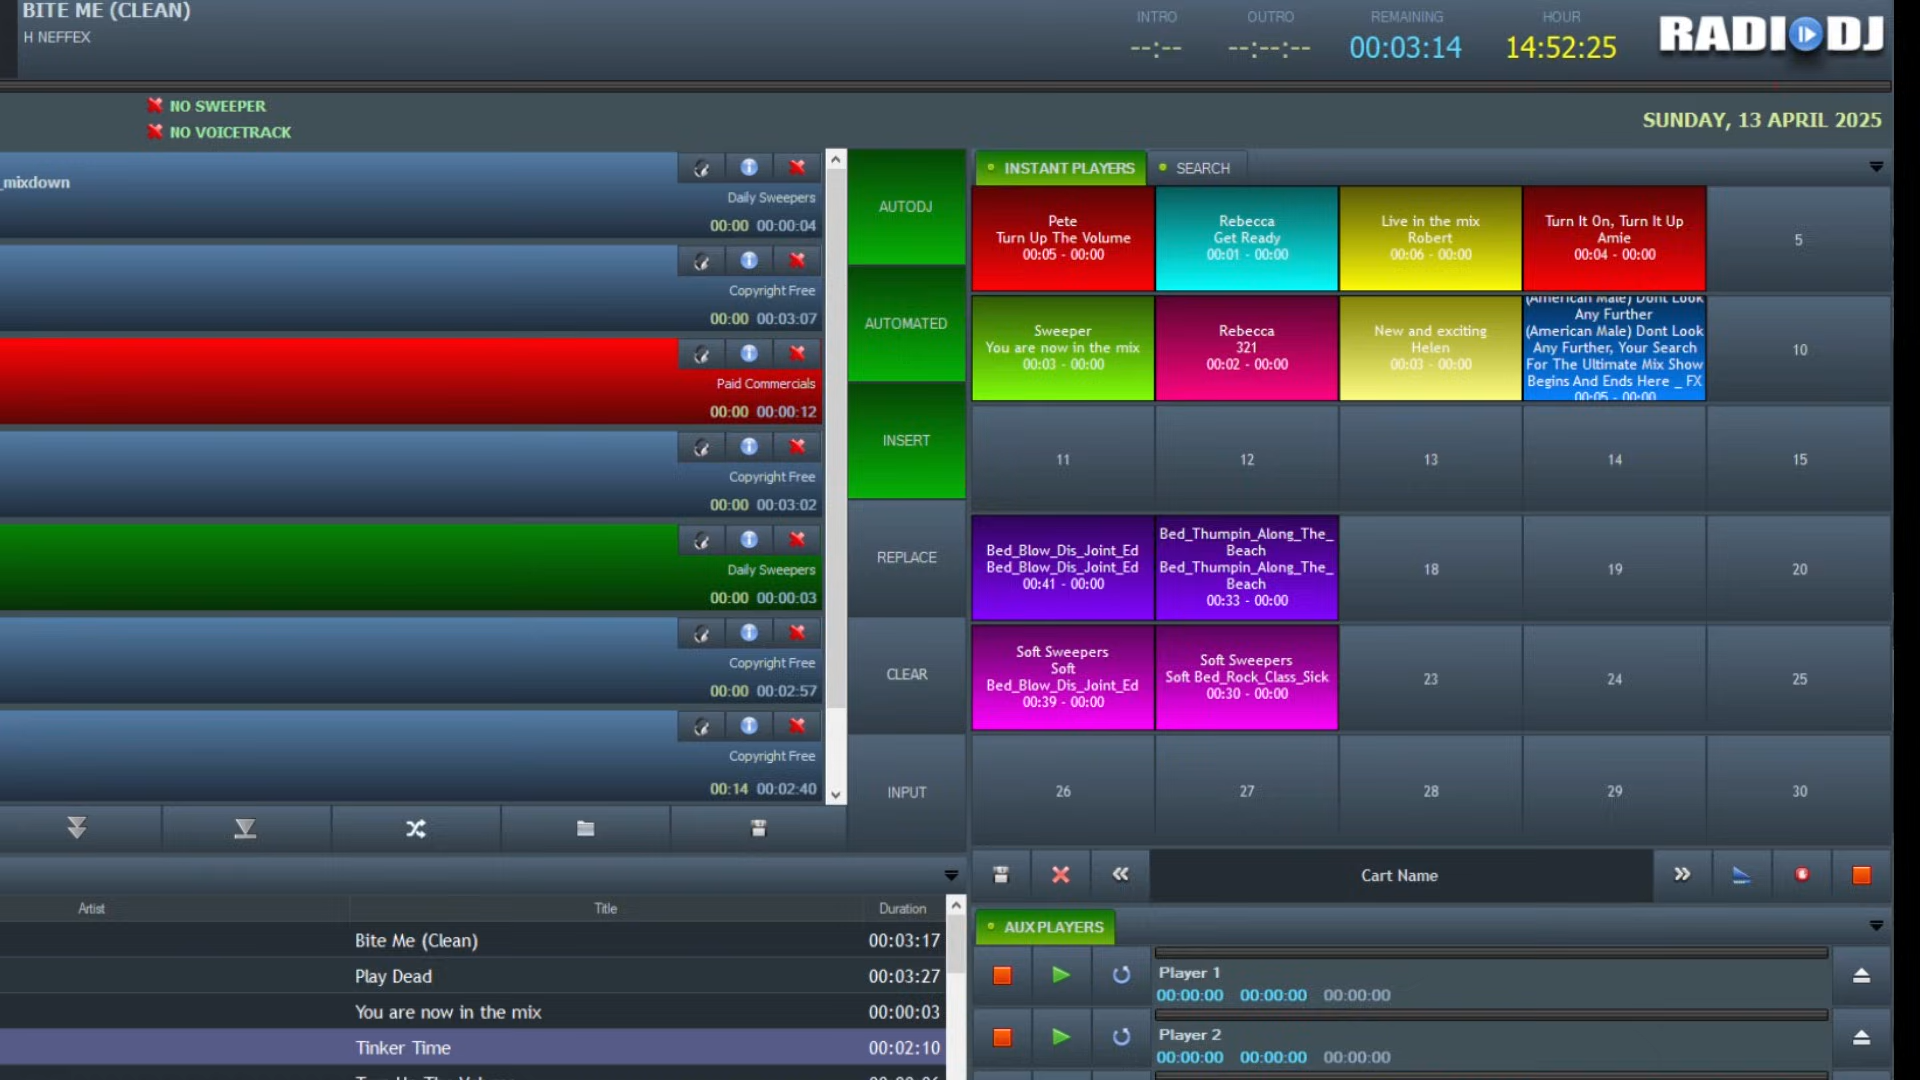 BITE ME (CLEAN)
H NEFFEX
INTRO
OUTRO
REMAINING
HOUR
--:--
--:--:--
00:03:14
14:52:25
RADIODJ
NO SWEEPER
NO VOICETRACK
SUNDAY, 13 APRIL 2025
_mixdown
Daily Sweepers
00:00 00:00:04
Copyright Free
00:00 00:03:07
Paid Commercials
00:00 00:00:12
Copyright Free
00:00 00:03:02
Daily Sweepers
00:00 00:00:03
Copyright Free
00:00 00:02:57
Copyright Free
00:14 00:02:40
AUTODJ
AUTOMATED
INSERT
REPLACE
CLEAR
INPUT
INSTANT PLAYERS
SEARCH
Pete
Turn Up The Volume
00:05 - 00:00
Rebecca
Get Ready
00:01 - 00:00
Live in the mix
Robert
00:06 - 00:00
Turn It On, Turn It Up
Amie
00:04 - 00:00
5
Sweeper
You are now in the mix
00:03 - 00:00
Rebecca
321
00:02 - 00:00
New and exciting
Helen
00:03 - 00:00
(American Male) Dont Look
Any Further
(American Male) Dont Look
Any Further, Your Search
For The Ultimate Mix Show
Begins And Ends Here _ FX
00:05 - 00:00
10
11
12
13
14
15
Bed_Blow_Dis_Joint_Ed
Bed_Blow_Dis_Joint_Ed
00:41 - 00:00
Bed_Thumpin_Along_The_
Beach
Bed_Thumpin_Along_The_
Beach
00:33 - 00:00
18
19
20
Soft Sweepers
Soft
Bed_Blow_Dis_Joint_Ed
00:39 - 00:00
Soft Sweepers
Soft Bed_Rock_Class_Sick
00:30 - 00:00
23
24
25
26
27
28
29
30
Cart Name
Artist
Title
Duration
Bite Me (Clean)
00:03:17
Play Dead
00:03:27
You are now in the mix
00:00:03
Tinker Time
00:02:10
AUX PLAYERS
Player 1
00:00:00 00:00:00 00:00:00
Player 2
00:00:00 00:00:00 00:00:00